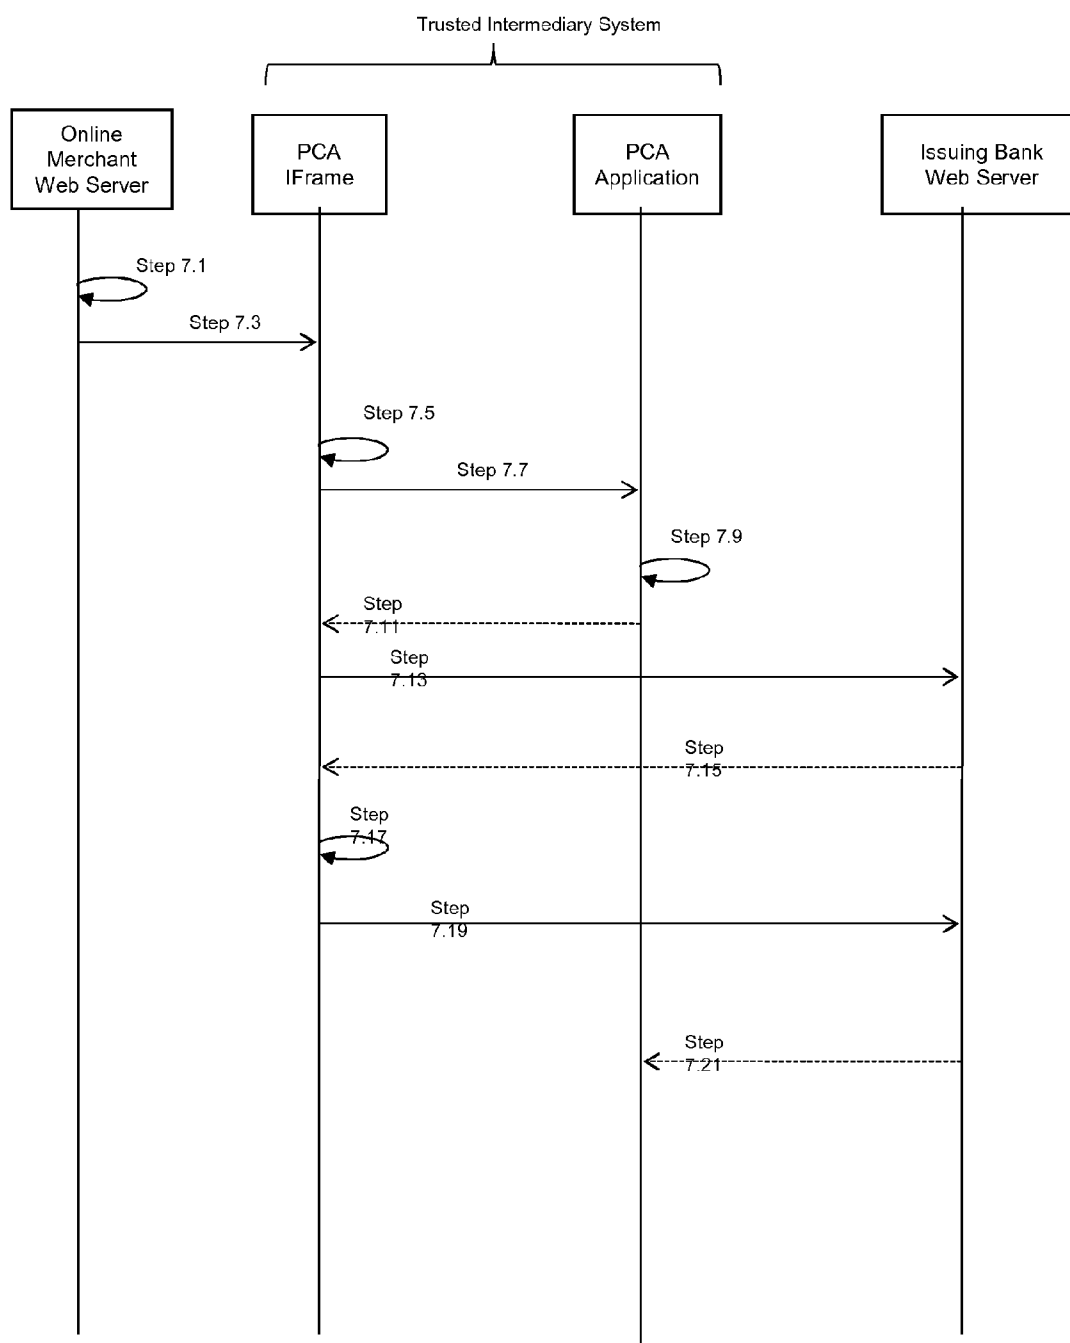 Trusted Intermediary System
Online
Merchant
Web Server
PCA
IFrame
PCA
Application
Issuing Bank
Web Server
Step 7.1
Step 7.3
Step 7.5
Step 7.7
Step 7.9
Step
7.11
Step
7.13
Step
7.15
Step
7.17
Step
7.19
Step
7.21